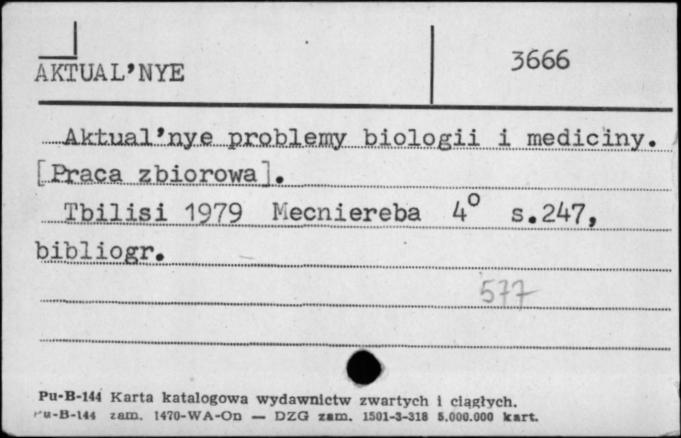 3666
AKTUAL’NYE
Aktual’nye problemy biologii i mediciny.
[Praca zbiorowa].
Tbilisi 1979 Mecniereba 4° s.247,
bibliogr.
577
Pu-B-144 Karta katalogowa wydawnictw zwartych i ciągłych.
Pu-B-144 zam. 1470-WA-On — DZG zam. 1501-3-318 5.000.000 kart.